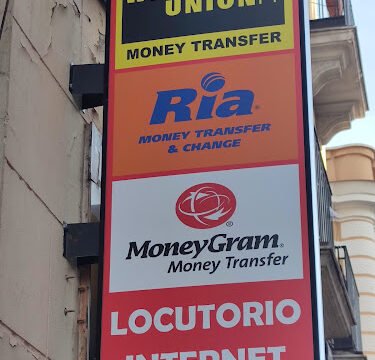 UNION
MONEY TRANSFER
Ria
MONEY TRANSFER
& CHANGE
MoneyGram
Money Transfer
LOCUTORIO
INTERNET